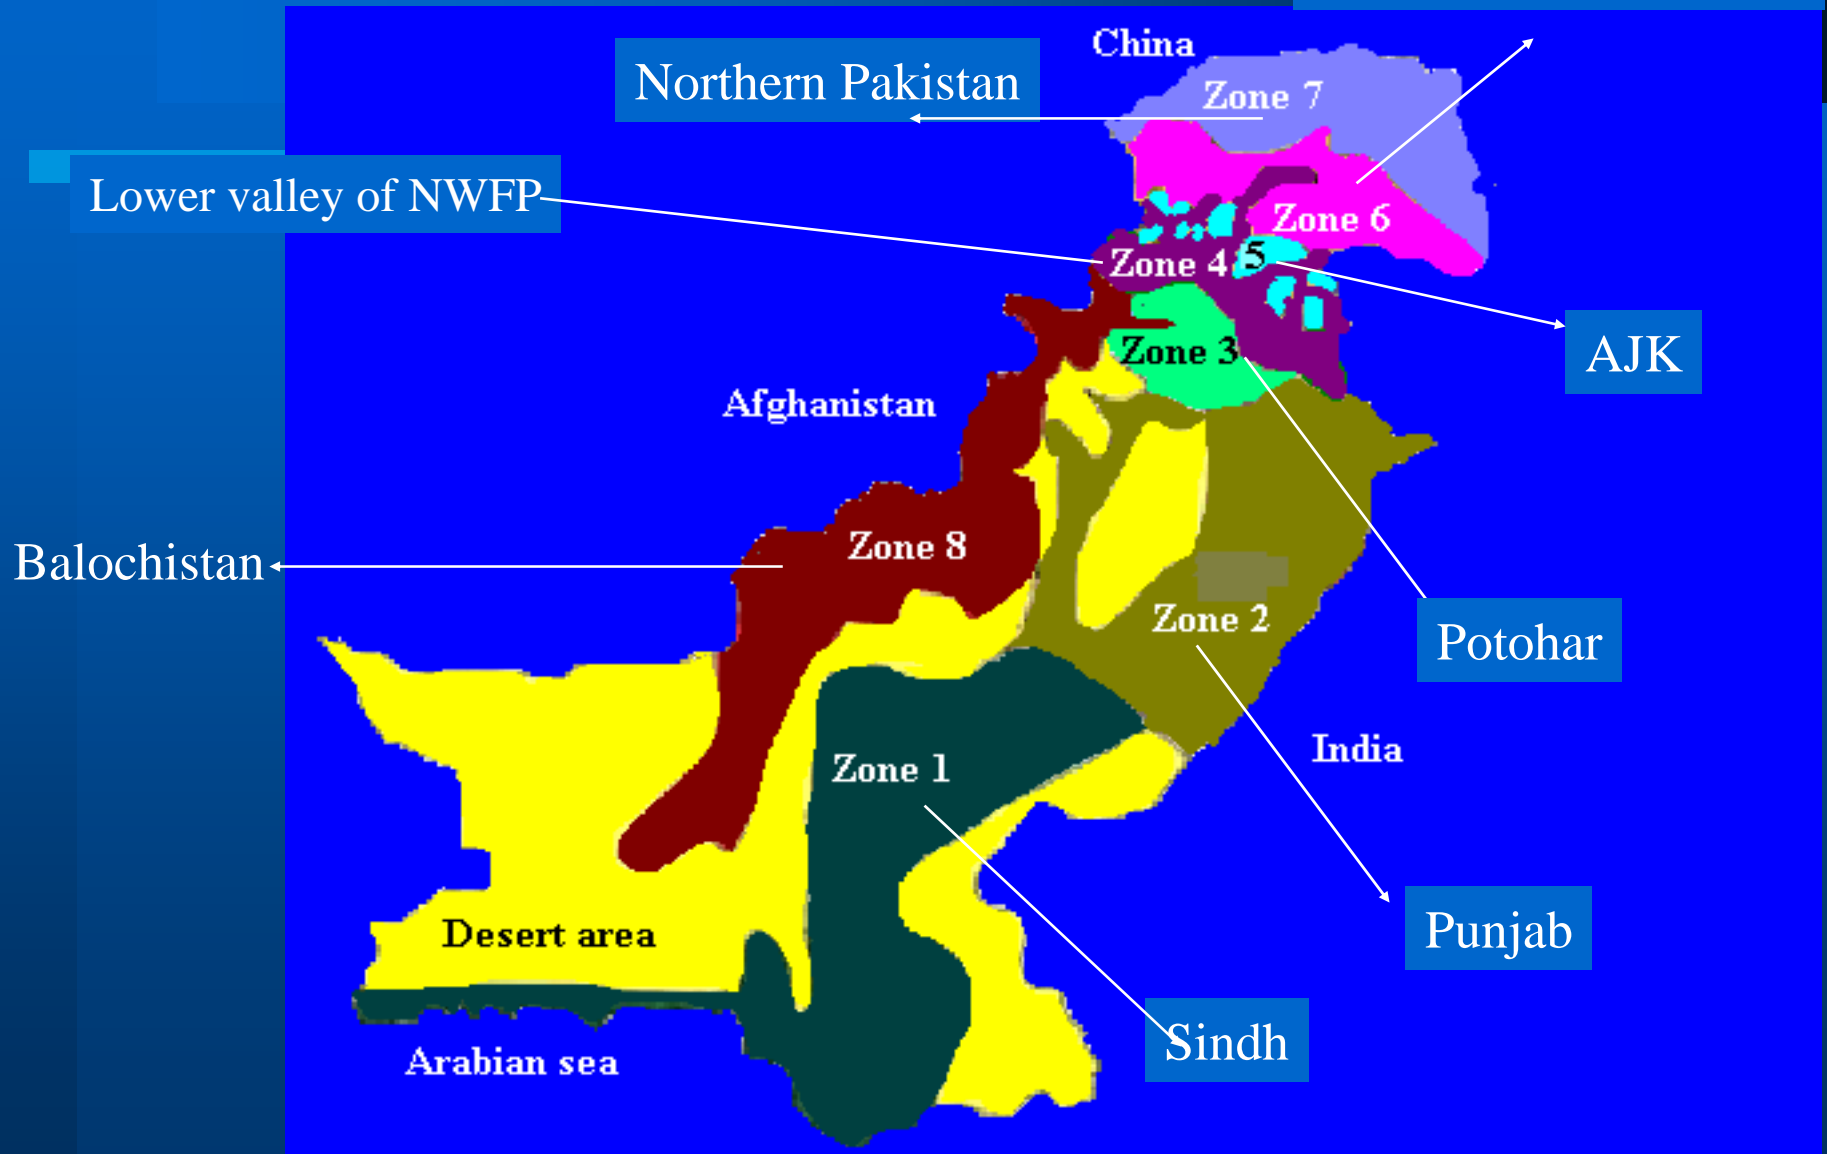 China
Northern Pakistan
Zone 7
Lower valley of NWFP
Zone 6
Zone 4
5
AJK
Zone 3
Afghanistan
Zone 8
Balochistan
Zone 2
Potohar
India
Zone 1
Desert area
Punjab
Sindh
Arabian sea